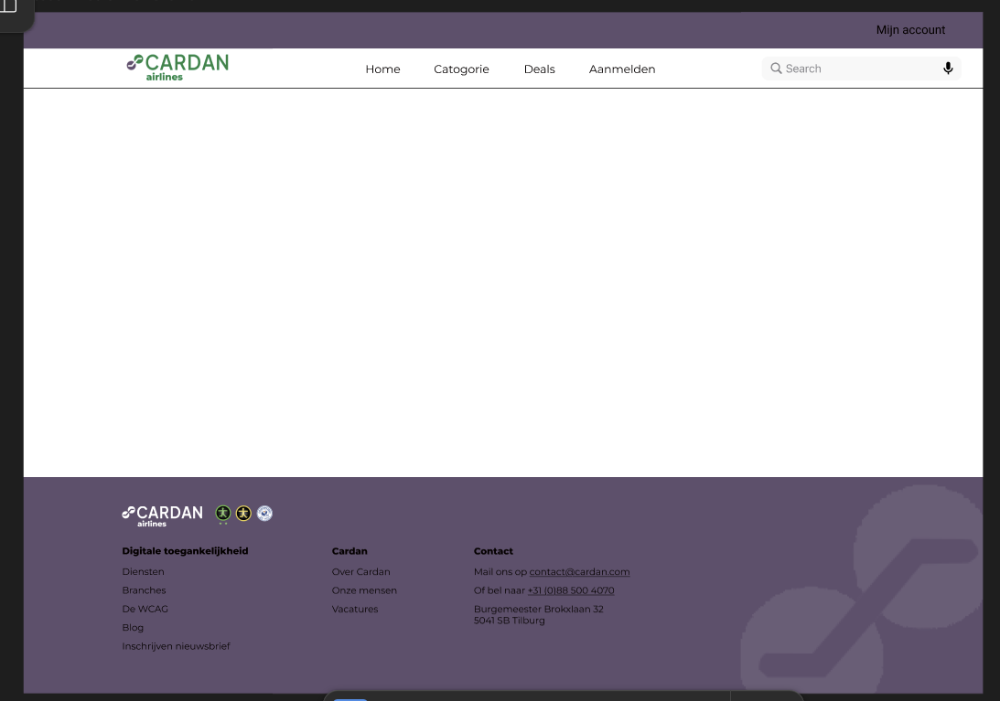 Mijn account
CARDAN
airlines
Home Catogorie Deals Aanmelden
Search
CARDAN
airlines
Digitale toegankelijkheid
Diensten
Branches
De WCAG
Blog
Inschrijven nieuwsbrief
Cardan
Over Cardan
Onze mensen
Vacatures
Contact
Mail ons op contact@cardan.com
Of bel naar +31 (0)88 500 4070
Burgemeester Brokxlaan 32
5041 SB Tilburg